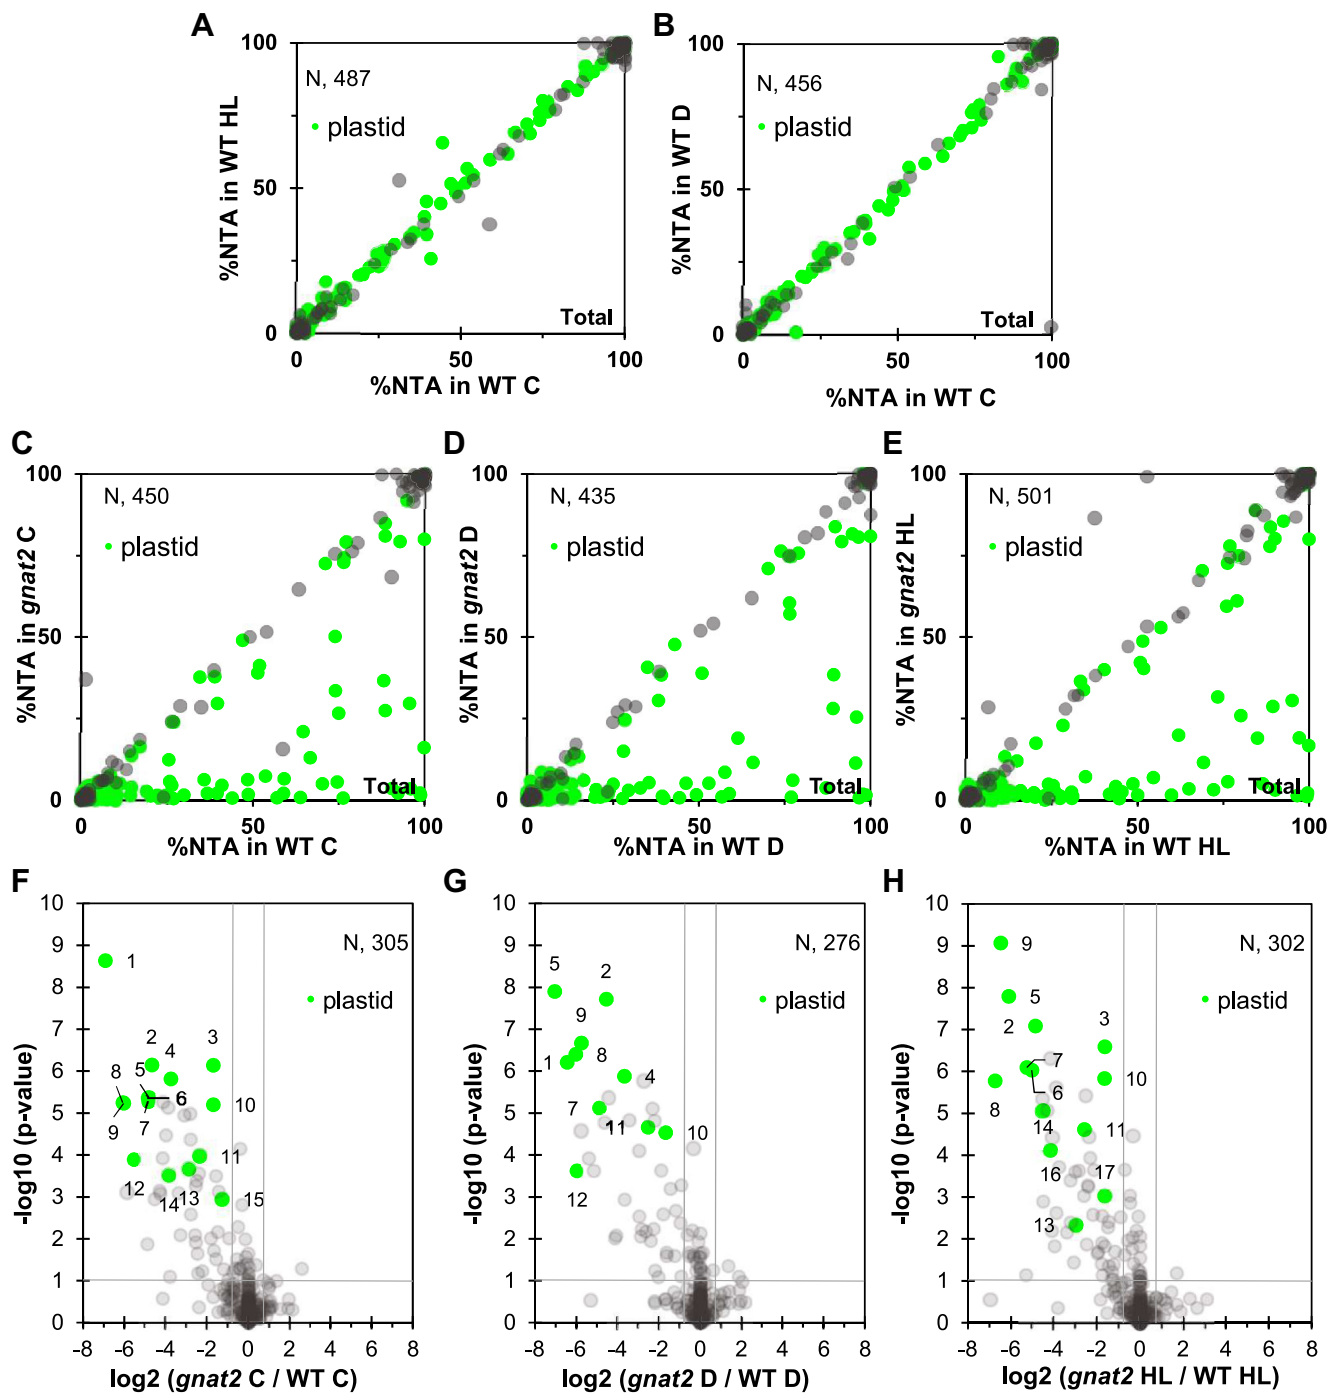 A
B
100
50
0
%NTA in WT HL
N, 487
plastid
Total
0
50
100
%NTA in WT C
100
50
0
%NTA in WT D
N, 456
plastid
Total
0
50
100
%NTA in WT C
C
D
E
100
50
0
%NTA in gnat2 C
N, 450
plastid
Total
0
50
100
%NTA in WT C
100
50
0
%NTA in gnat2 D
N, 435
plastid
Total
0
50
100
%NTA in WT D
100
50
0
%NTA in gnat2 HL
N, 501
plastid
Total
0
50
100
%NTA in WT HL
F
G
H
10
9
8
7
6
5
4
3
2
1
0
-log10 (p-value)
N, 305
plastid
1
2
3
4
5
8
6
10
9
7
11
12
14
13
15
-8
-6
-4
-2
0
2
4
6
8
log2 (gnat2 C / WT C)
10
9
8
7
6
5
4
3
2
1
0
-log10 (p-value)
N, 276
plastid
5
2
9
1
8
4
7
11
10
12
-8
-6
-4
-2
0
2
4
6
8
log2 (gnat2 D / WT D)
10
9
8
7
6
5
4
3
2
1
0
-log10 (p-value)
N, 302
plastid
9
5
2
3
7
10
8
6
14
11
16
17
13
-8
-6
-4
-2
0
2
4
6
8
log2 (gnat2 HL / WT HL)